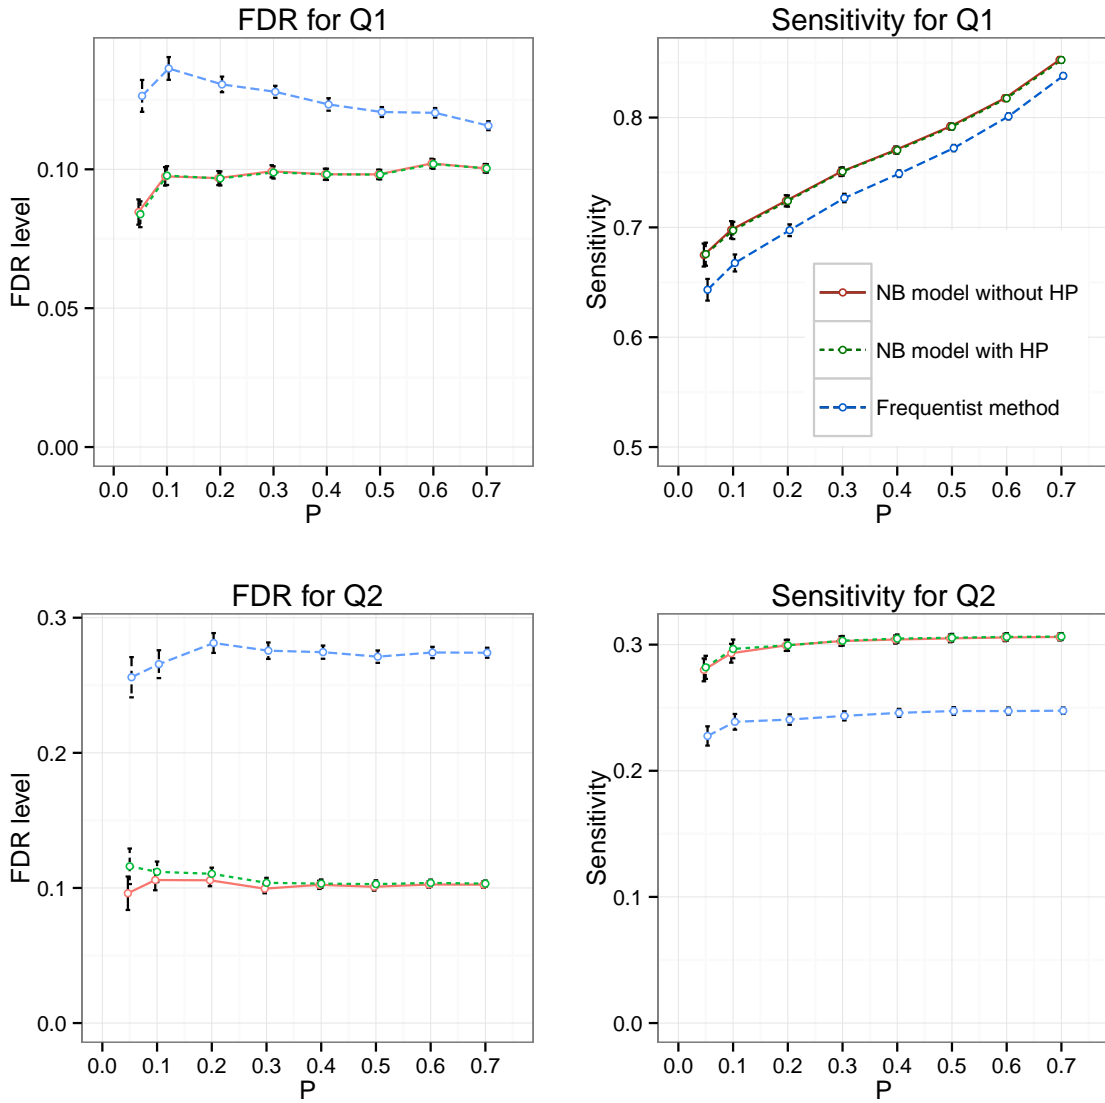 FDR for Q1
FDR level
0.10
0.05
0.00
0.0 0.1 0.2 0.3 0.4 0.5 0.6 0.7
P
Sensitivity for Q1
Sensitivity
0.8
0.7
0.6
0.5
NB model without HP
NB model with HP
Frequentist method
0.0 0.1 0.2 0.3 0.4 0.5 0.6 0.7
P
FDR for Q2
FDR level
0.3
0.2
0.1
0.0
0.0 0.1 0.2 0.3 0.4 0.5 0.6 0.7
P
Sensitivity for Q2
Sensitivity
0.3
0.2
0.1
0.0
0.0 0.1 0.2 0.3 0.4 0.5 0.6 0.7
P